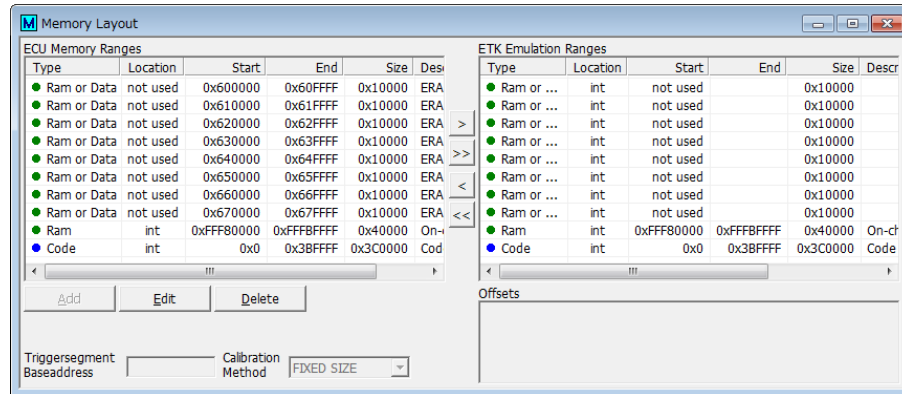 M Memory Layout
ECU Memory Ranges
Type Location Start End Size Des
Ram or Data not used 0x600000 0x60FFFF 0x10000 ERA
Ram or Data not used 0x610000 0x61FFFF 0x10000 ERA
Ram or Data not used 0x620000 0x62FFFF 0x10000 ERA
Ram or Data not used 0x630000 0x63FFFF 0x10000 ERA
Ram or Data not used 0x640000 0x64FFFF 0x10000 ERA
Ram or Data not used 0x650000 0x65FFFF 0x10000 ERA
Ram or Data not used 0x660000 0x66FFFF 0x10000 ERA
Ram or Data not used 0x670000 0x67FFFF 0x10000 ERA
Ram int 0xFFF80000 0xFFFBFFFF 0x40000 On-
Code int 0x0 0x3BFFFF 0x3C0000 Cod
>
>>
<
<<
ETK Emulation Ranges
Type Location Start End Size Descr
Ram or ... int not used 0x10000
Ram or ... int not used 0x10000
Ram or ... int not used 0x10000
Ram or ... int not used 0x10000
Ram or ... int not used 0x10000
Ram or ... int not used 0x10000
Ram or ... int not used 0x10000
Ram or ... int not used 0x10000
Ram int 0xFFF80000 0xFFFBFFFF 0x40000 On-ch
Code int 0x0 0x3BFFFF 0x3C0000 Code
Add Edit Delete
Offsets
Triggersegment
Baseaddress
Calibration
Method
FIXED SIZE